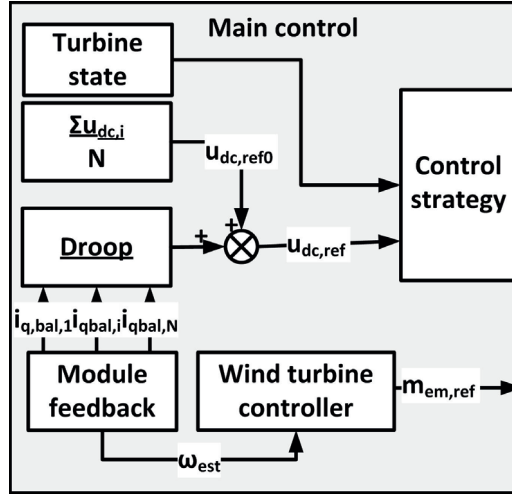 Main control
Turbine
state
Σu_dc,i
N
u_dc,ref0
Control
strategy
+
+
Droop
u_dc,ref
i_q,bal,1 i_qbal,i i_qbal,N
Module
feedback
Wind turbine
controller
m_em,ref
ω_est